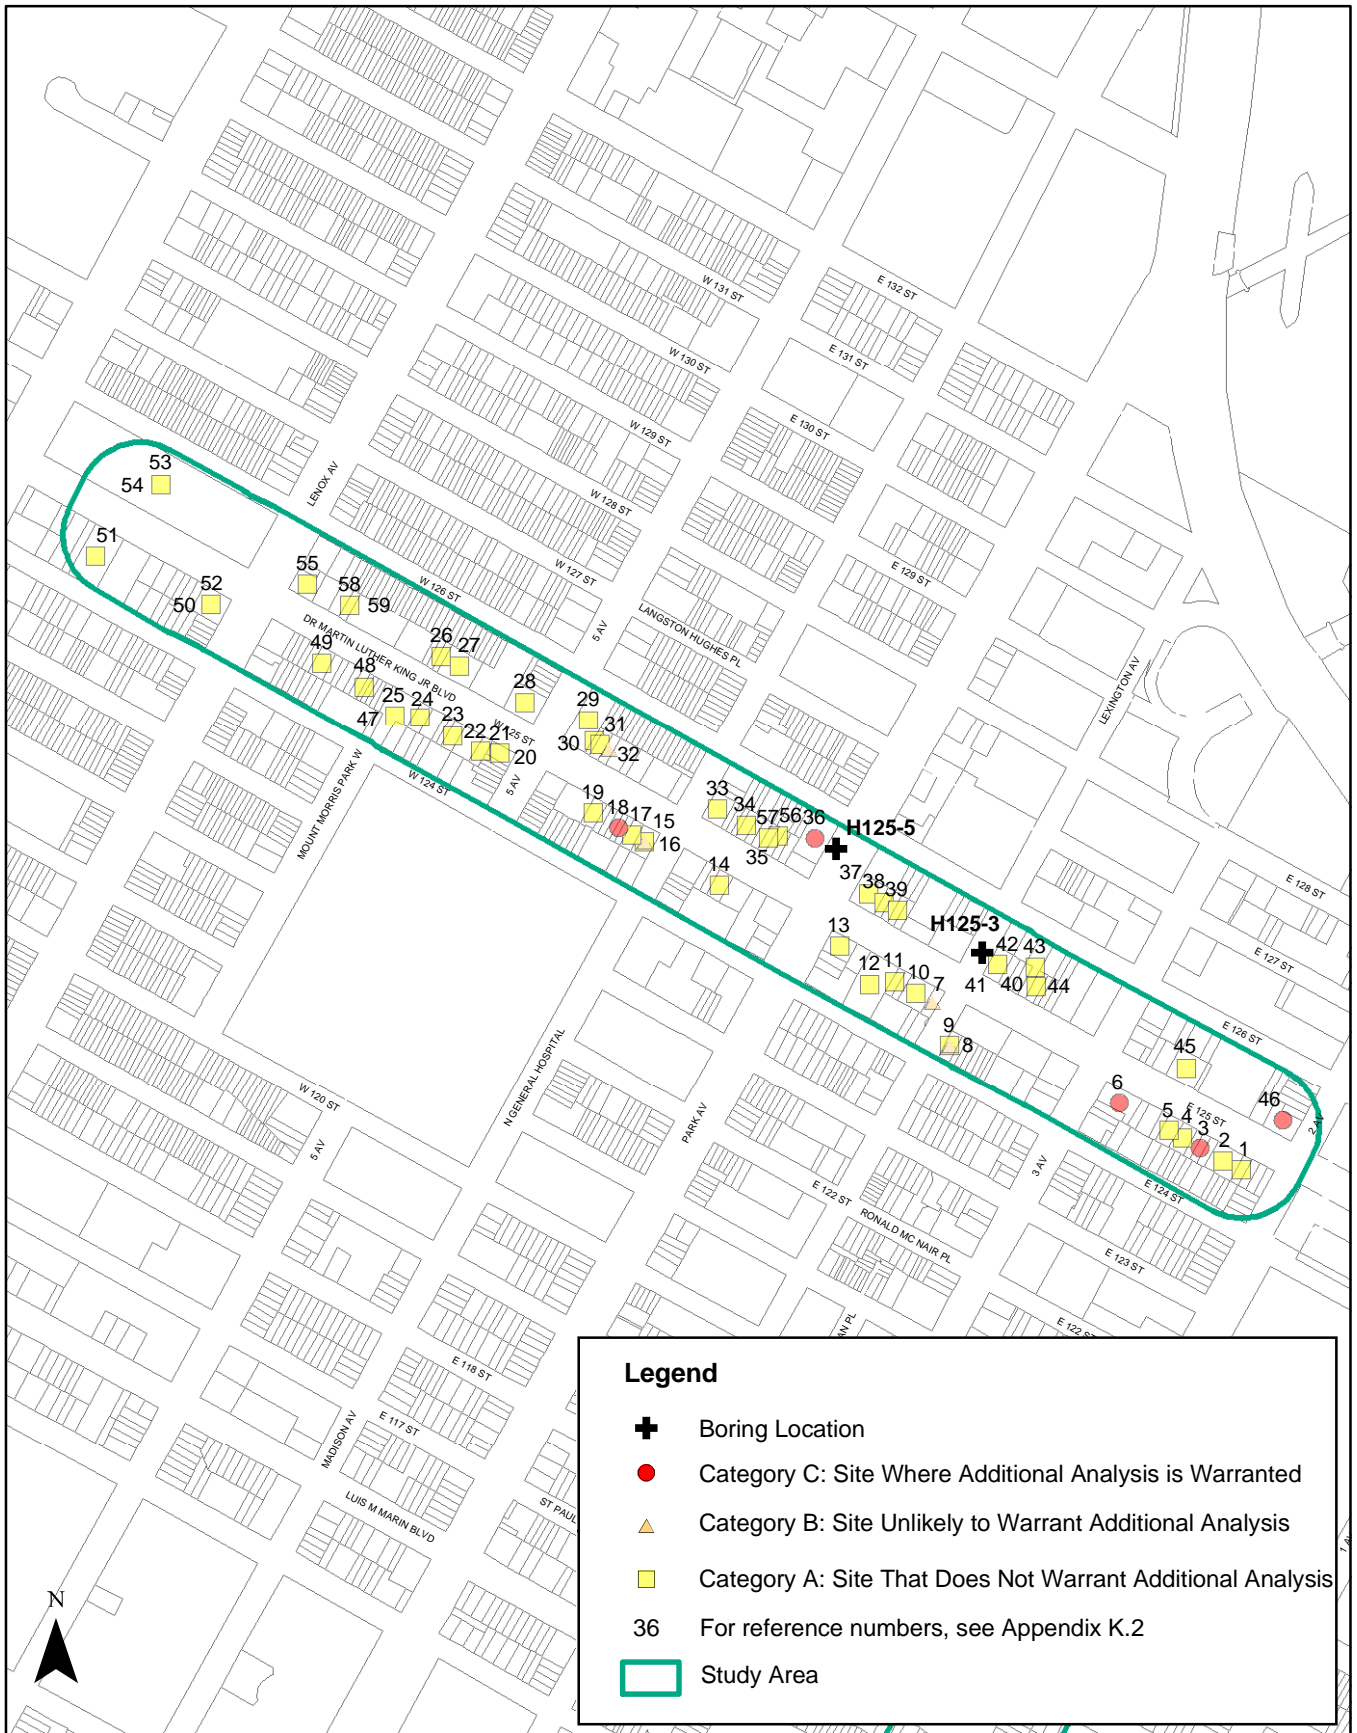 W 131 ST
E 132 ST
W 130 ST
E 131 ST
W 129 ST
E 130 ST
LENOX AV
W 128 ST
E 129 ST
W 127 ST
W 126 ST
LANGSTON HUGHES PL
5 AV
LEXINGTON AV
53
54
51
52
50
55
58
59
DR MARTIN LUTHER KING JR BLVD
26
27
49
48
28
25
24
47
23
22
21
20
W 125 ST
29
31
30
32
MOUNT MORRIS PARK W
W 124 ST
5 AV
19
18
17
15
16
33
34
57
56
36
35
H125-5
14
37
38
39
H125-3
13
42
43
12
11
10
7
41
40
44
9
8
E 128 ST
E 127 ST
E 126 ST
45
6
46
E 125 ST
5
4
3
2
1
2 AV
N GENERAL HOSPITAL
PARK AV
W 120 ST
5 AV
3 AV
E 124 ST
E 122 ST
RONALD MC NAIR PL
E 123 ST
E 122 ST
AN PL
E 118 ST
E 117 ST
MADISON AV
LUIS M MARIN BLVD
ST PAUL
1 AV
N
Legend
Boring Location
Category C: Site Where Additional Analysis is Warranted
Category B: Site Unlikely to Warrant Additional Analysis
Category A: Site That Does Not Warrant Additional Analysis
36 For reference numbers, see Appendix K.2
Study Area